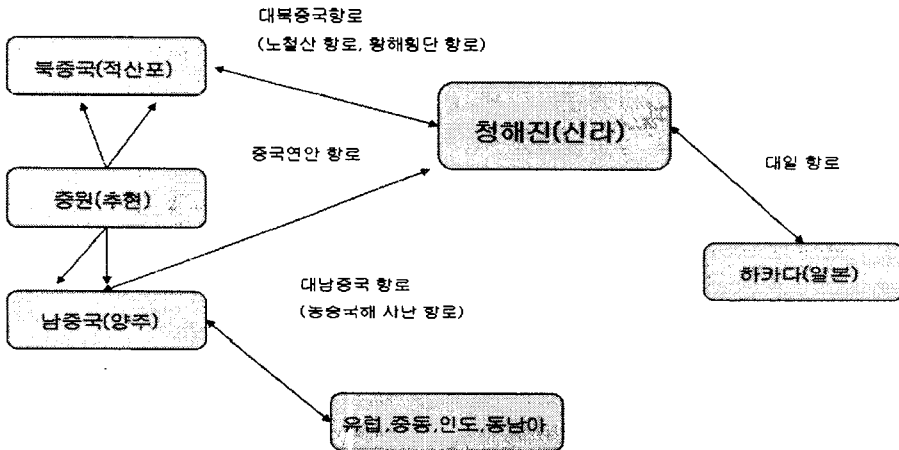 대북중국항로
(노철산 항로, 황해횡단 항로)
북중국(적산포)
청해진(신라)
중국연안 항로
대일 항로
중원(추현)
하카다(일본)
대남중국 항로
(동중국해 사단 항로)
남중국(양주)
유럽,중동,인도,동남아